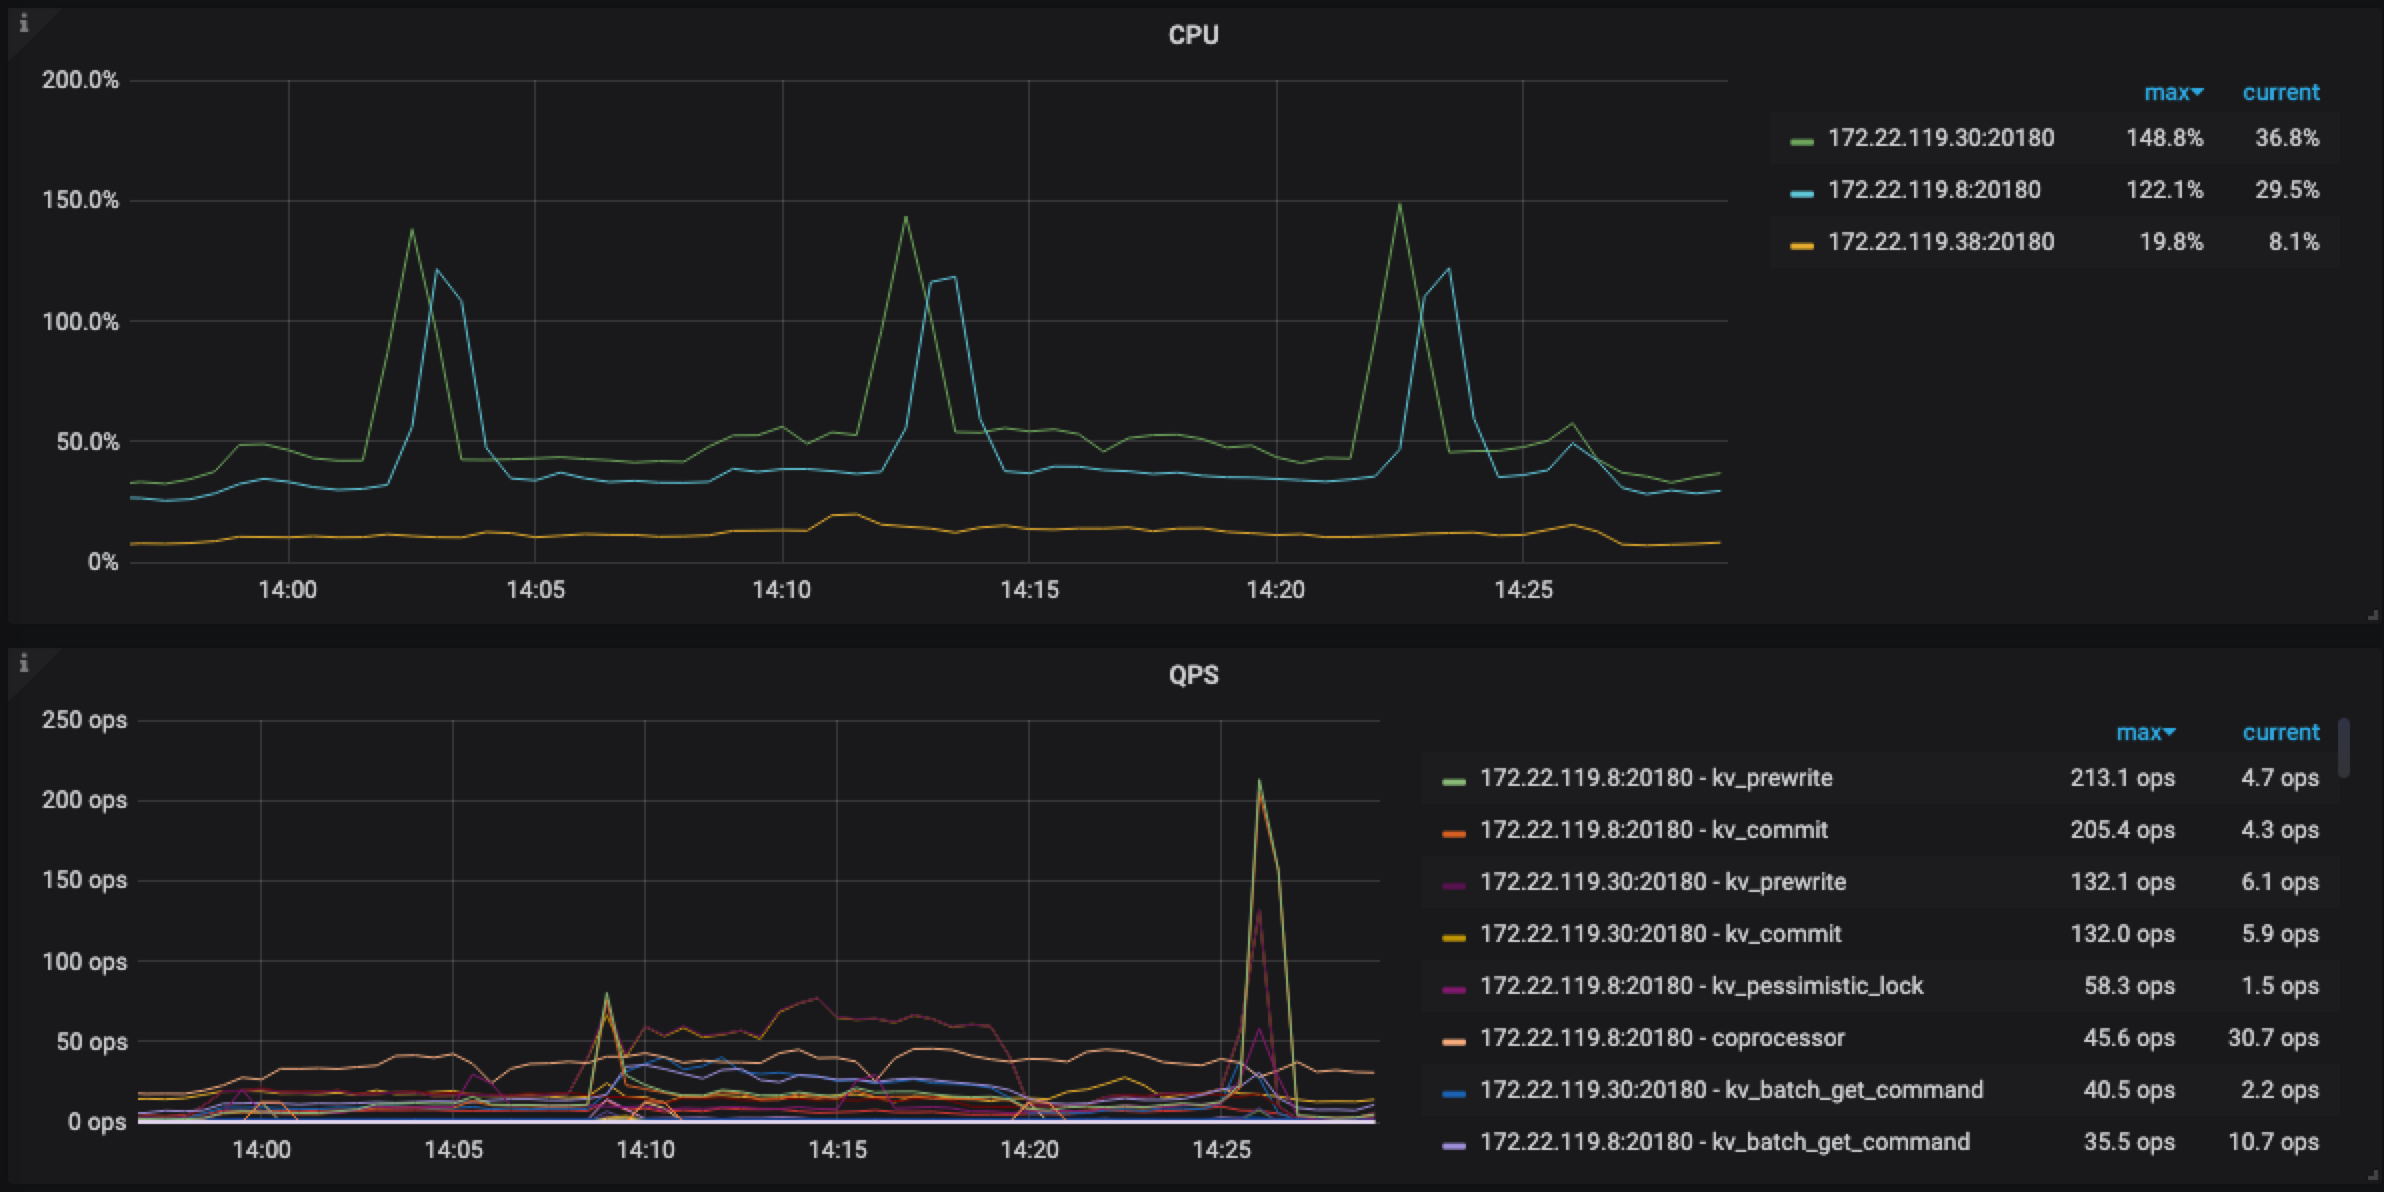 CPU
200.0%
150.0%
100.0%
50.0%
0%
14:00 14:05 14:10 14:15 14:20 14:25
max current
172.22.119.30:20180 148.8% 36.8%
172.22.119.8:20180 122.1% 29.5%
172.22.119.38:20180 19.8% 8.1%
QPS
250 ops
200 ops
150 ops
100 ops
50 ops
0 ops
14:00 14:05 14:10 14:15 14:20 14:25
max current
172.22.119.8:20180 - kv_prewrite 213.1 ops 4.7 ops
172.22.119.8:20180 - kv_commit 205.4 ops 4.3 ops
172.22.119.30:20180 - kv_prewrite 132.1 ops 6.1 ops
172.22.119.30:20180 - kv_commit 132.0 ops 5.9 ops
172.22.119.8:20180 - kv_pessimistic_lock 58.3 ops 1.5 ops
172.22.119.8:20180 - coprocessor 45.6 ops 30.7 ops
172.22.119.30:20180 - kv_batch_get_command 40.5 ops 2.2 ops
172.22.119.8:20180 - kv_batch_get_command 35.5 ops 10.7 ops